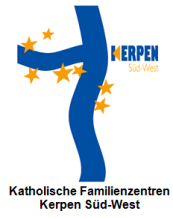 KERPEN
Süd-West
Katholische Familienzentren
Kerpen Süd-West